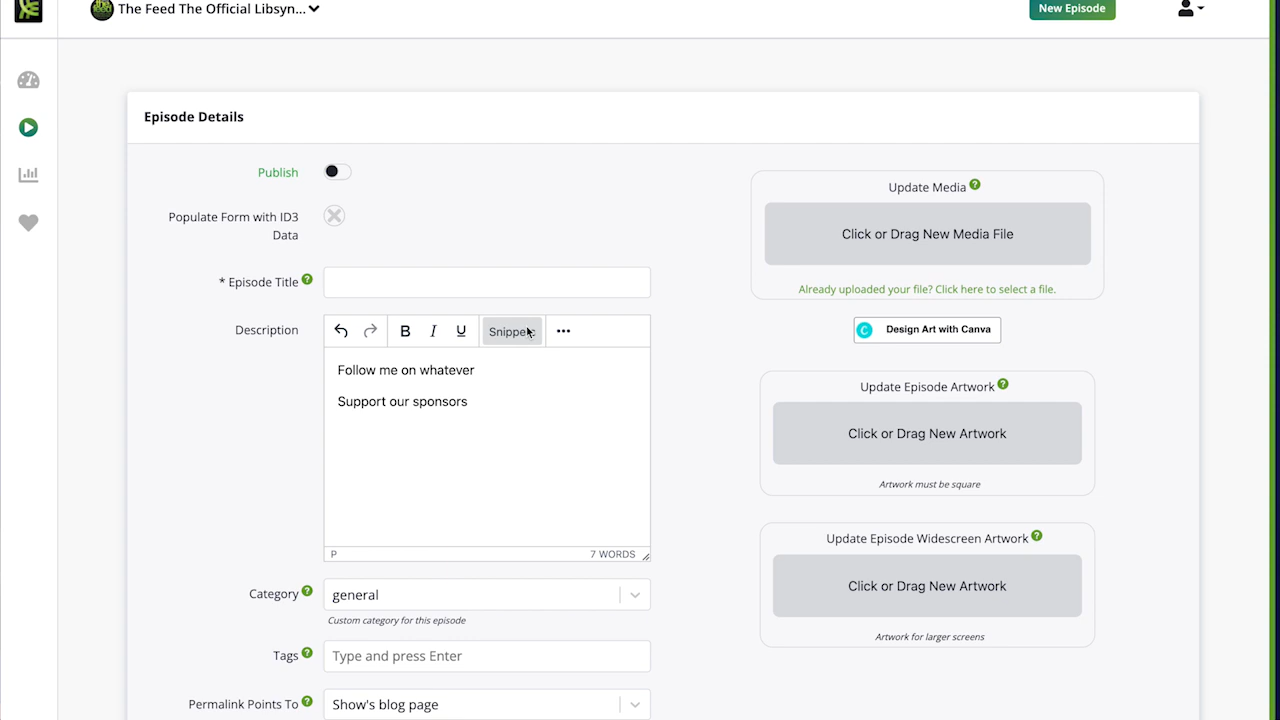 The Feed The Official Libsyn...
New Episode
Episode Details
Publish
Populate Form with ID3
Data
* Episode Title
Description
B I U Snippets
Follow me on whatever
Support our sponsors
P
7 WORDS
Category
general
Custom category for this episode
Tags
Type and press Enter
Permalink Points To
Show's blog page
Update Media
Click or Drag New Media File
Already uploaded your file? Click here to select a file.
Design Art with Canva
Update Episode Artwork
Click or Drag New Artwork
Artwork must be square
Update Episode Widescreen Artwork
Click or Drag New Artwork
Artwork for larger screens